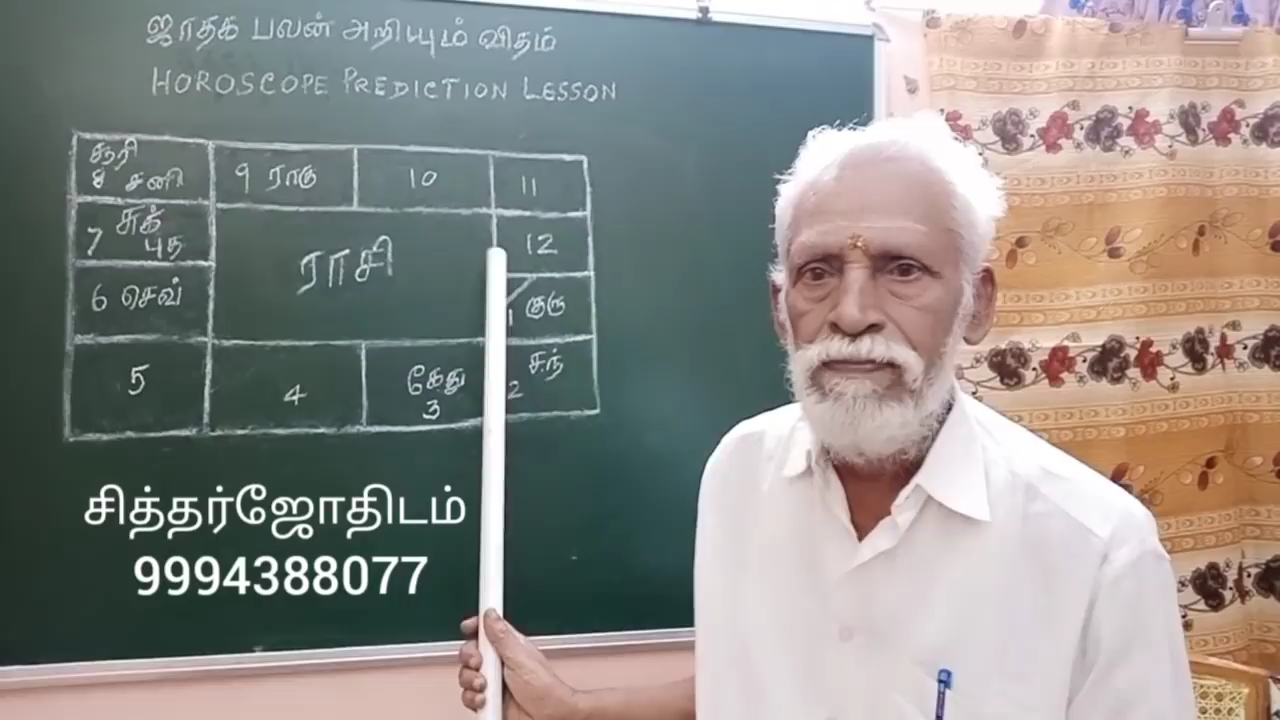 ஜாதக பலன் அறியும் விதம்
HOROSCOPE PREDICTION LESSON
சூரி
8 சனி
9 ராகு
10
11
சுக்
7 புத
12
ராசி
6 செவ்
1 குரு
5
4
கேது
3
சந்
2
சித்தர்ஜோதிடம்
9994388077